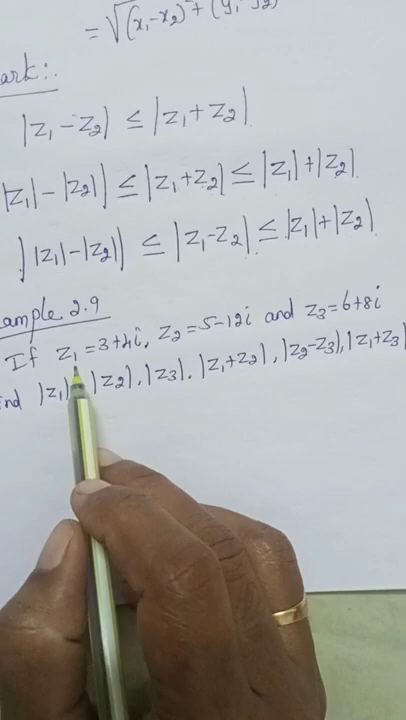 = √(x₁-x₂)² + (y₁-y₂)²
ark:.
|z₁-z₂| ≤ |z₁+z₂|
|z₁|-|z₂|| ≤ |z₁+z₂| ≤ |z₁|+|z₂|
||z₁|-|z₂|| ≤ |z₁-z₂| ≤ |z₁|+|z₂|
ample 2.9
If z₁=3+4i, z₂=5-12i and z₃=6+8i
ind |z₁|, |z₂|, |z₃|, |z₁+z₂|, |z₂-z₃|, |z₁+z₃|